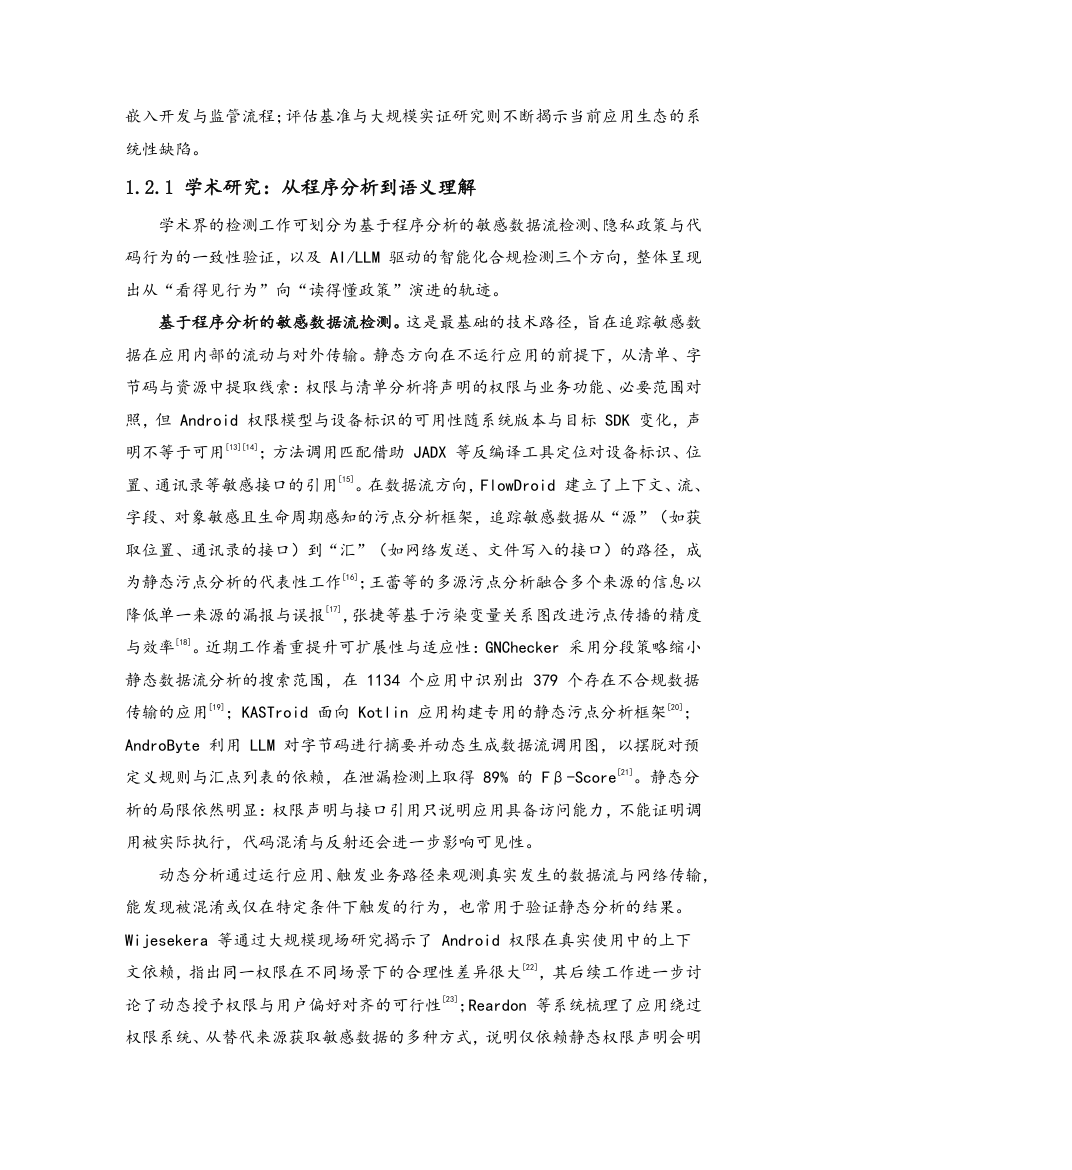 嵌入开发与监管流程；评估基准与大规模实证研究则不断揭示当前应用生态的系
统性缺陷。
1.2.1 学术研究：从程序分析到语义理解
学术界的检测工作可划分为基于程序分析的敏感数据流检测、隐私政策与代
码行为的一致性验证，以及 AI/LLM 驱动的智能化合规检测三个方向，整体呈现
出从“看得见行为”向“读得懂政策”演进的轨迹。
基于程序分析的敏感数据流检测。这是最基础的技术路径，旨在追踪敏感数
据在应用内部的流动与对外传输。静态方向在不运行应用的前提下，从清单、字
节码与资源中提取线索：权限与清单分析将声明的权限与业务功能、必要范围对
照，但 Android 权限模型与设备标识的可用性随系统版本与目标 SDK 变化，声
明不等于可用[13][14]；方法调用匹配借助 JADX 等反编译工具定位对设备标识、位
置、通讯录等敏感接口的引用[15]。在数据流方向，FlowDroid 建立了上下文、流、
字段、对象敏感且生命周期感知的污点分析框架，追踪敏感数据从“源”（如获
取位置、通讯录的接口）到“汇”（如网络发送、文件写入的接口）的路径，成
为静态污点分析的代表性工作[16]；王蕾等的多源污点分析融合多个来源的信息以
降低单一来源的漏报与误报[17]，张捷等基于污染变量关系图改进污点传播的精度
与效率[18]。近期工作着重提升可扩展性与适应性：GNChecker 采用分段策略缩小
静态数据流分析的搜索范围，在 1134 个应用中识别出 379 个存在不合规数据
传输的应用[19]；KASTroid 面向 Kotlin 应用构建专用的静态污点分析框架[20]；
AndroByte 利用 LLM 对字节码进行摘要并动态生成数据流调用图，以摆脱对预
定义规则与汇点列表的依赖，在泄漏检测上取得 89% 的 Fβ-Score[21]。静态分
析的局限依然明显：权限声明与接口引用只说明应用具备访问能力，不能证明调
用被实际执行，代码混淆与反射还会进一步影响可见性。
动态分析通过运行应用、触发业务路径来观测真实发生的数据流与网络传输，
能发现被混淆或仅在特定条件下触发的行为，也常用于验证静态分析的结果。
Wijesekera 等通过大规模现场研究揭示了 Android 权限在真实使用中的上下
文依赖，指出同一权限在不同场景下的合理性差异很大[22]，其后续工作进一步讨
论了动态授予权限与用户偏好对齐的可行性[23]；Reardon 等系统梳理了应用绕过
权限系统、从替代来源获取敏感数据的多种方式，说明仅依赖静态权限声明会明